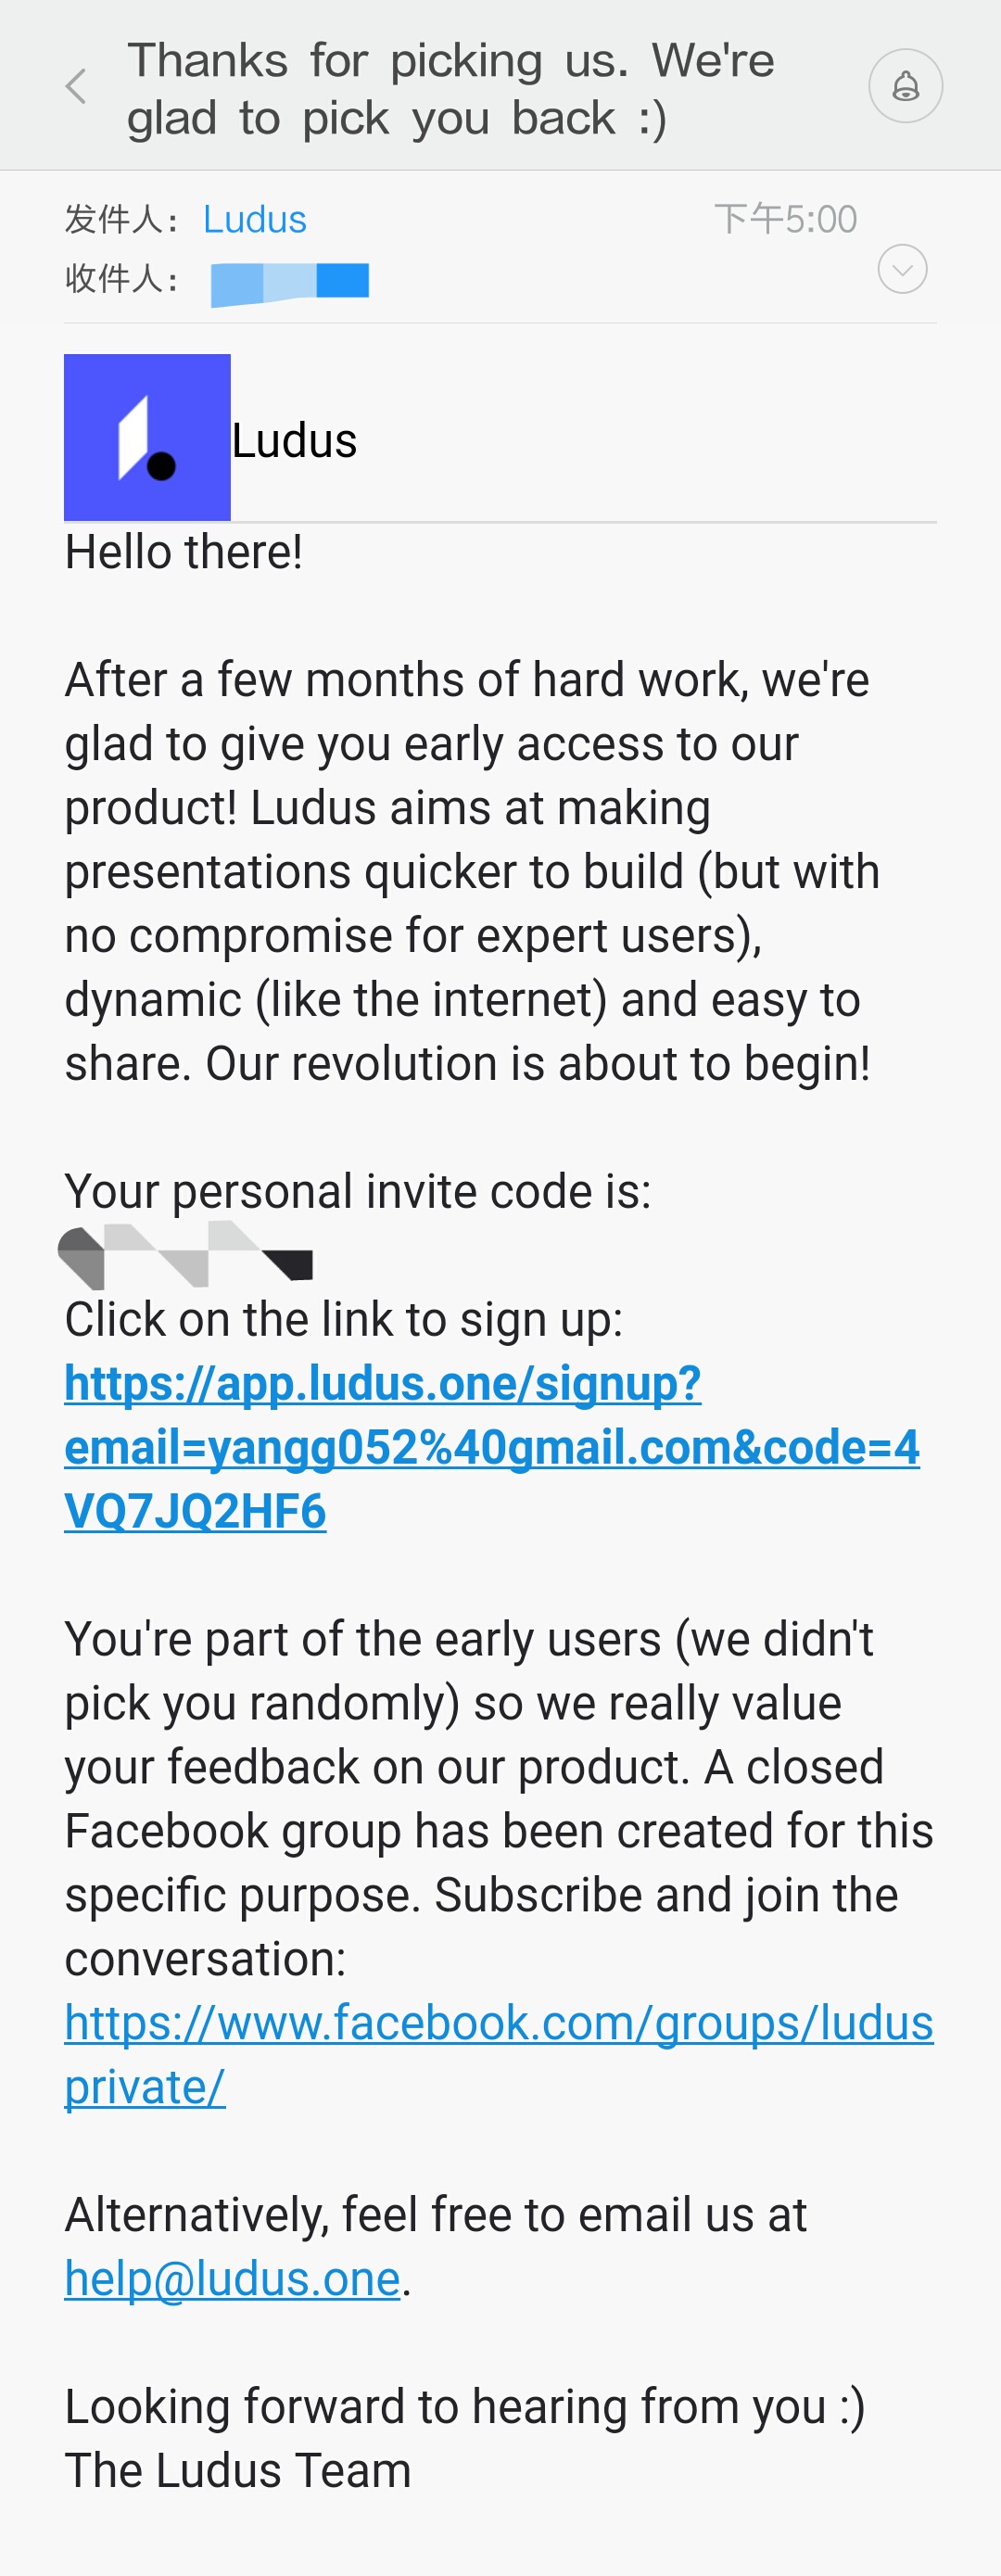 Thanks for picking us. We're
glad to pick you back :)
发件人： Ludus
下午5:00
收件人：
Ludus
Hello there!
After a few months of hard work, we're
glad to give you early access to our
product! Ludus aims at making
presentations quicker to build (but with
no compromise for expert users),
dynamic (like the internet) and easy to
share. Our revolution is about to begin!
Your personal invite code is:
Click on the link to sign up:
https://app.ludus.one/signup?
email=yangg052%40gmail.com&code=4
VQ7JQ2HF6
You're part of the early users (we didn't
pick you randomly) so we really value
your feedback on our product. A closed
Facebook group has been created for this
specific purpose. Subscribe and join the
conversation:
https://www.facebook.com/groups/ludus
private/
Alternatively, feel free to email us at
help@ludus.one.
Looking forward to hearing from you :)
The Ludus Team